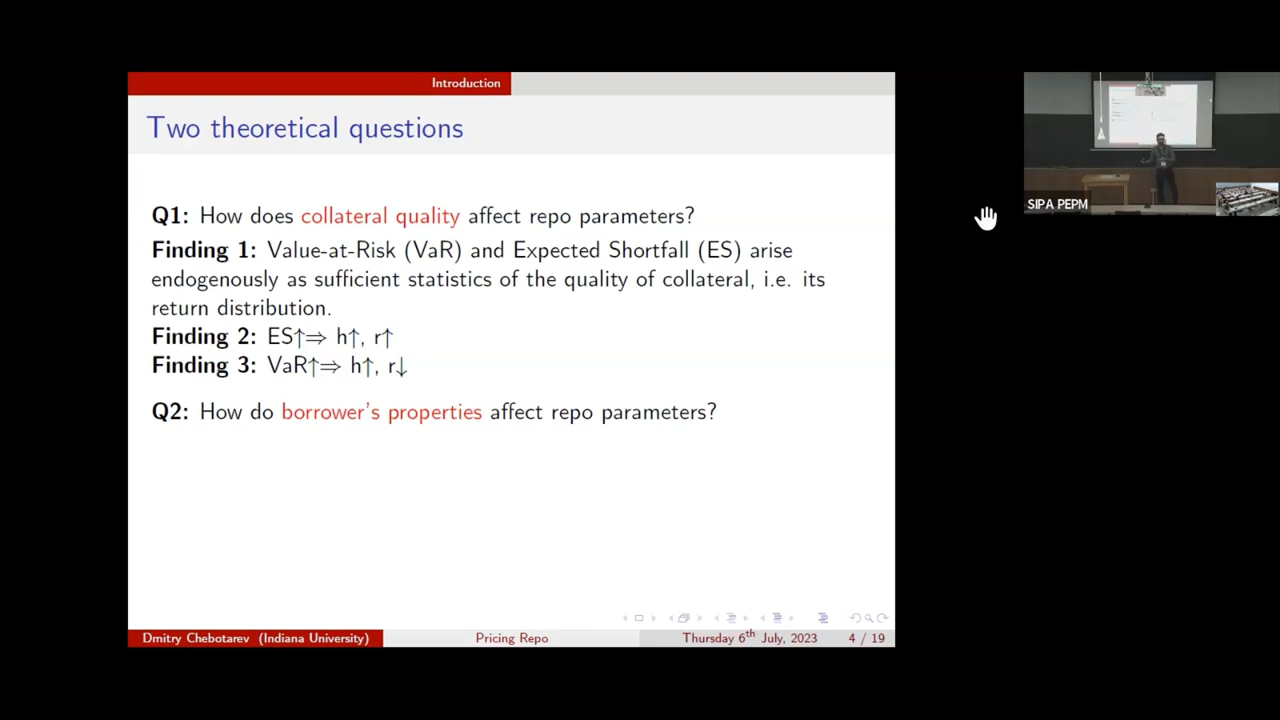 Introduction
Two theoretical questions
Q1: How does collateral quality affect repo parameters?
Finding 1: Value-at-Risk (VaR) and Expected Shortfall (ES) arise
endogenously as sufficient statistics of the quality of collateral, i.e. its
return distribution.
Finding 2: ES↑⇒ h↑, r↑
Finding 3: VaR↑⇒ h↑, r↓
Q2: How do borrower's properties affect repo parameters?
Dmitry Chebotarev (Indiana University) Pricing Repo Thursday 6th July, 2023 4 / 19
SIPA PEPM